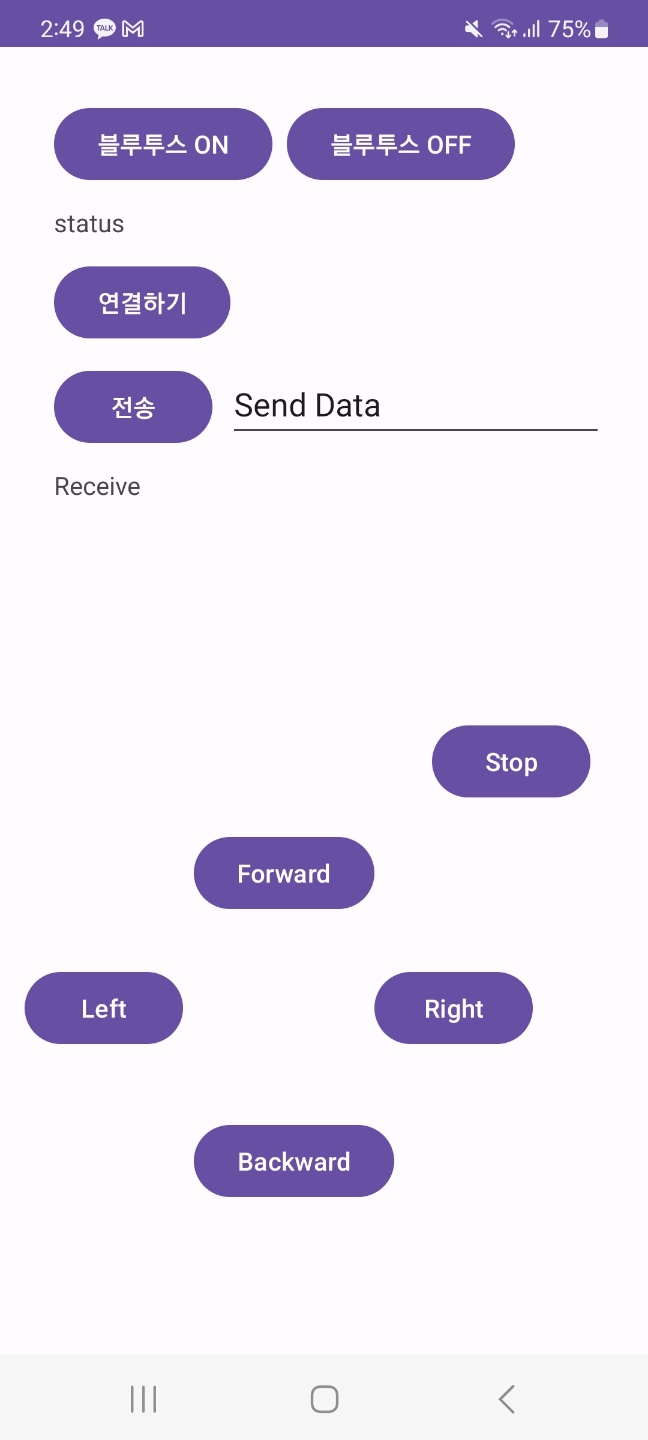 2:49 TALK 75%
블루투스 ON 블루투스 OFF
status
연결하기
전송 Send Data
Receive
Stop
Forward
Left Right
Backward